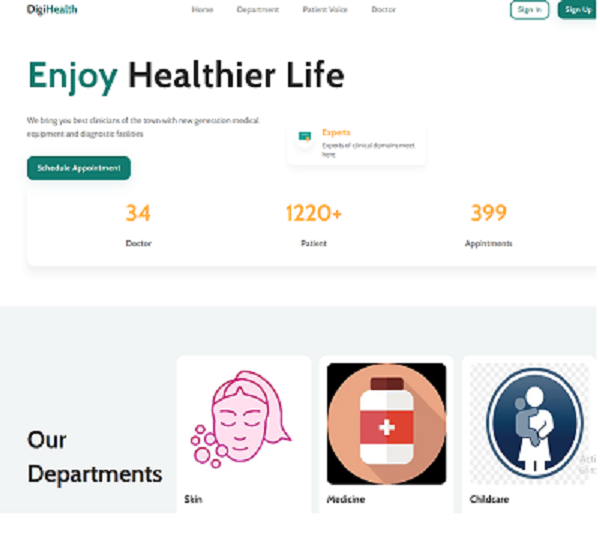 DigiHealth
Home Department Patient Voice Doctor
Sign In Sign Up
Enjoy Healthier Life
We bring you best clinicians of the town with new generation medical
equipment and diagnostic facilities
Experts
Experts of clinical domains meet
here
Schedule Appointment
34 1220+ 399
Doctor Patient Appintments
Our
Departments
Skin Medicine Childcare